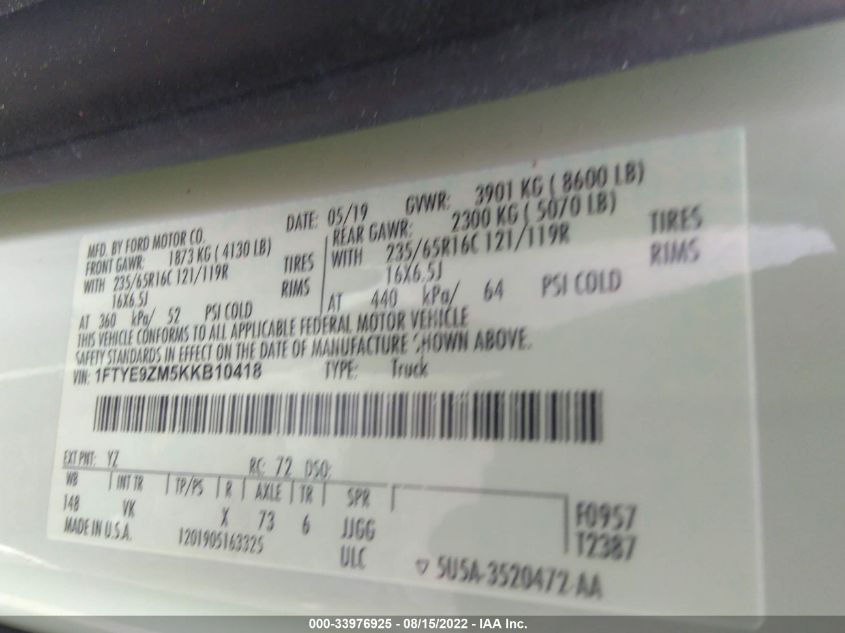 MFD. BY FORD MOTOR CO. DATE: 05/19 GVWR: 3901 KG ( 8600 LB)
FRONT GAWR: 1873 KG ( 4130 LB) REAR GAWR: 2300 KG ( 5070 LB)
WITH 235/65R16C 121/119R TIRES WITH 235/65R16C 121/119R TIRES
16X6.5J RIMS 16X6.5J RIMS
AT 360 kPa/ 52 PSI COLD AT 440 kPa/ 64 PSI COLD
THIS VEHICLE CONFORMS TO ALL APPLICABLE FEDERAL MOTOR VEHICLE
SAFETY STANDARDS IN EFFECT ON THE DATE OF MANUFACTURE SHOWN ABOVE.
VIN: 1FTYE9ZM5KKB10418 TYPE: Truck
EXT PNT: YZ RC: 72 DSO:
WB INT TR TP/PS R AXLE TR SPR
148 VK X 73 6 JJGG F0957
MADE IN U.S.A. 1201905163325 ULC T2387
▽ 5U5A-3520472-AA
000-33976925 - 08/15/2022 - IAA Inc.